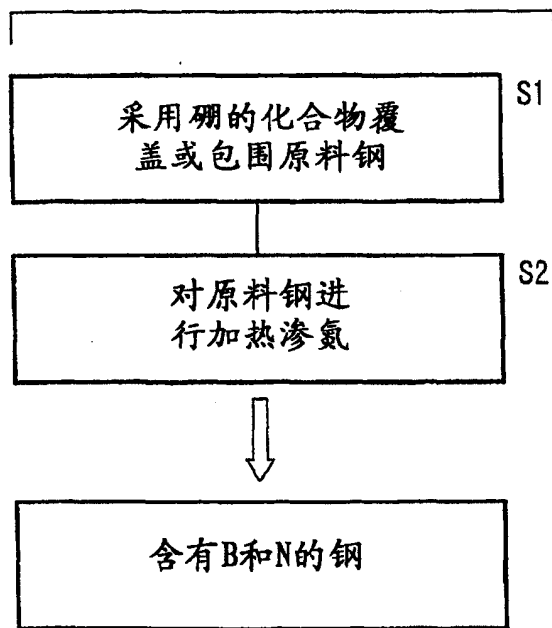 S1
采用硼的化合物覆
盖或包围原料钢
S2
对原料钢进
行加热渗氮
含有B和N的钢